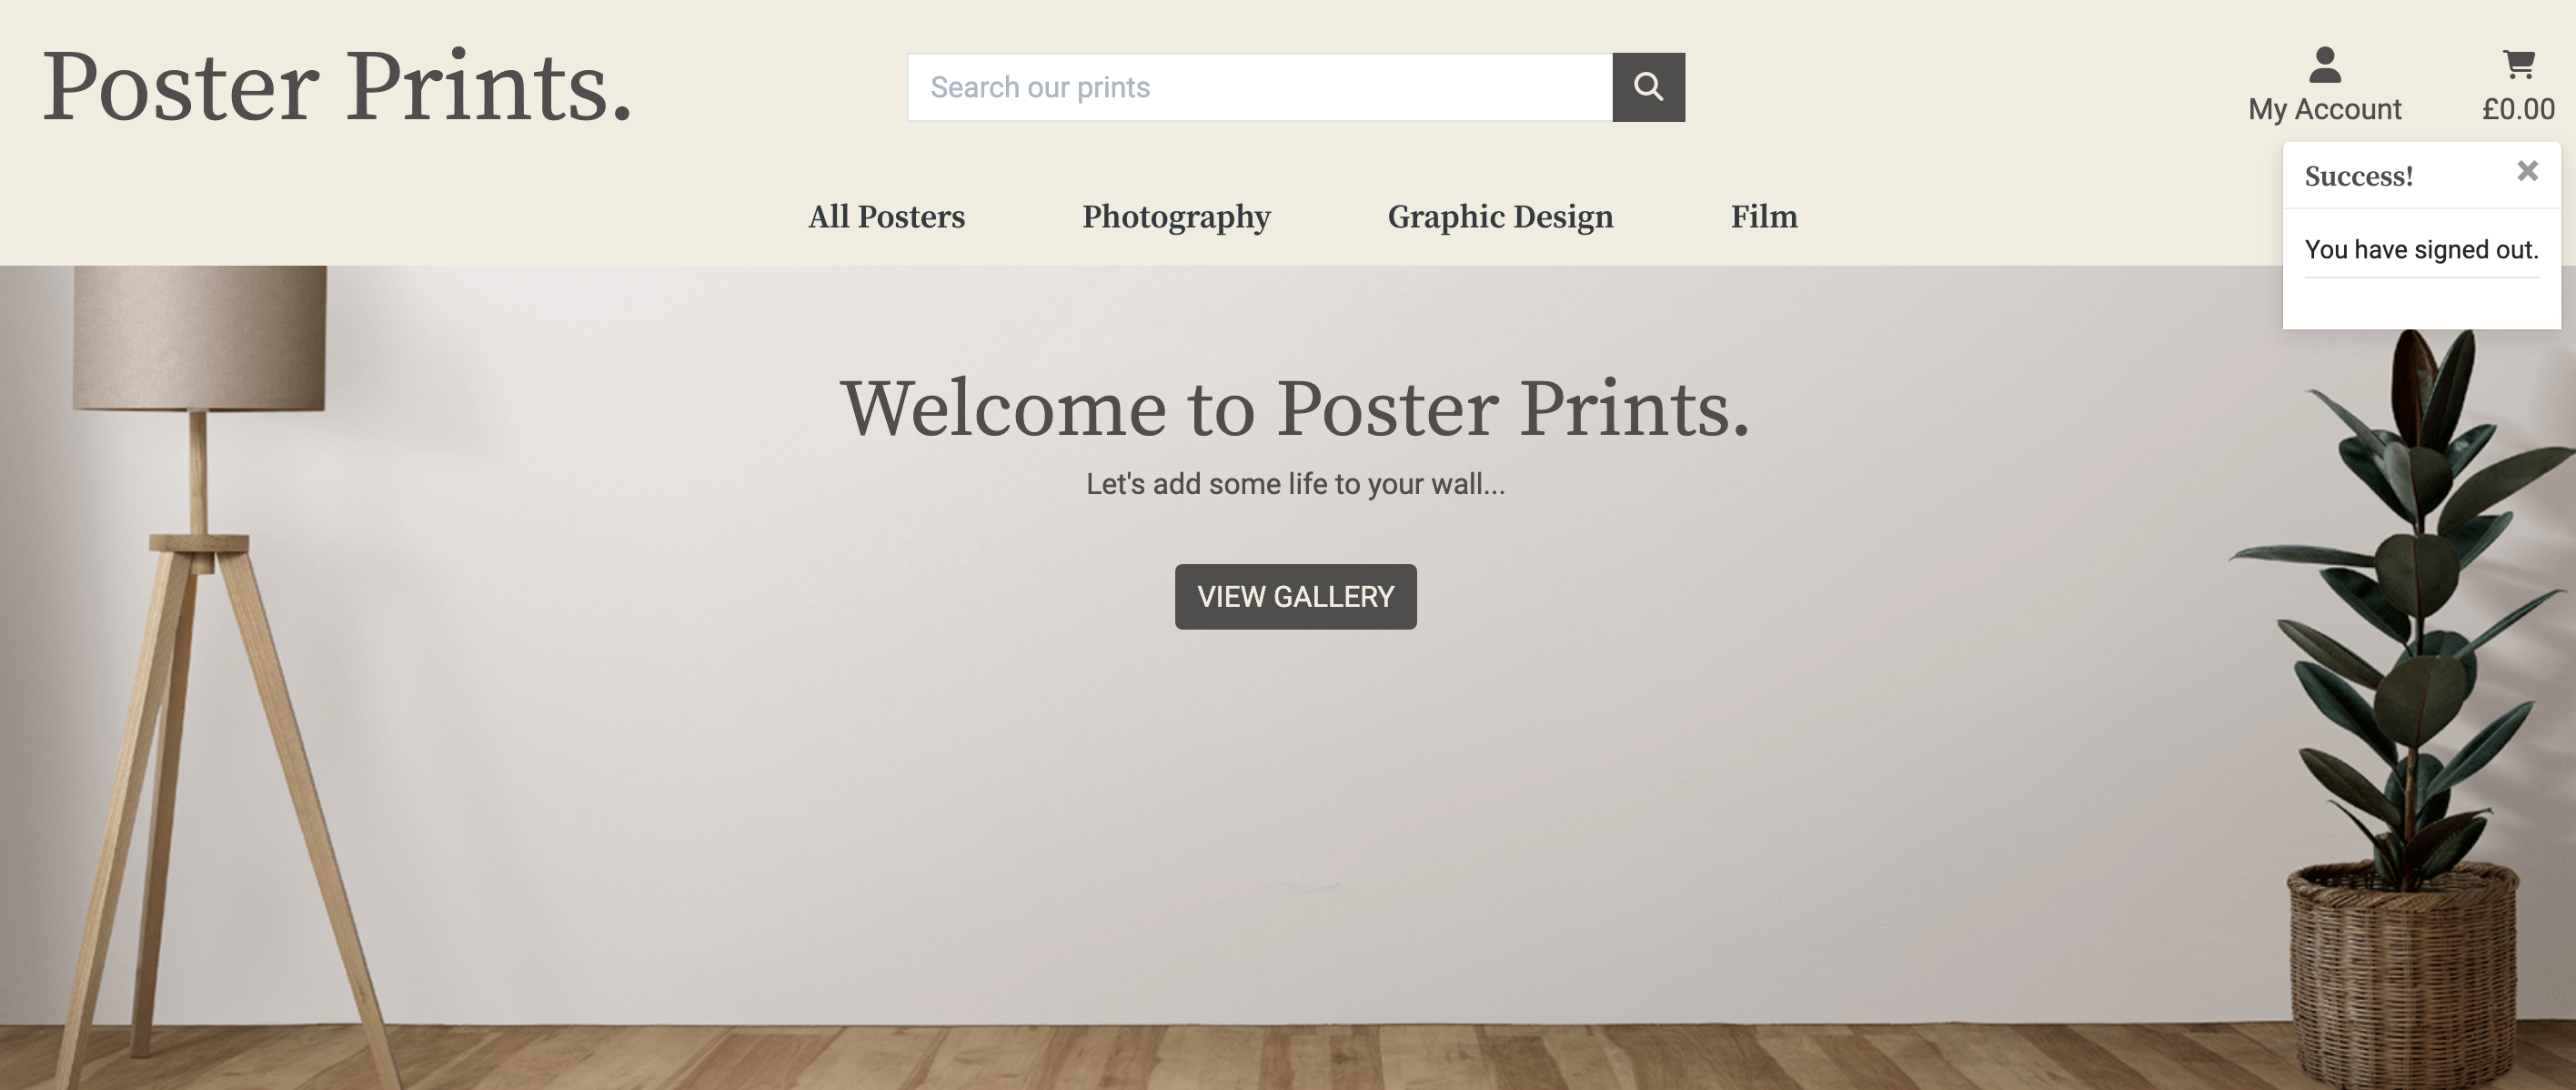 Poster Prints.
Search our prints
My Account
£0.00
All Posters
Photography
Graphic Design
Film
Success!
You have signed out.
Welcome to Poster Prints.
Let's add some life to your wall...
VIEW GALLERY